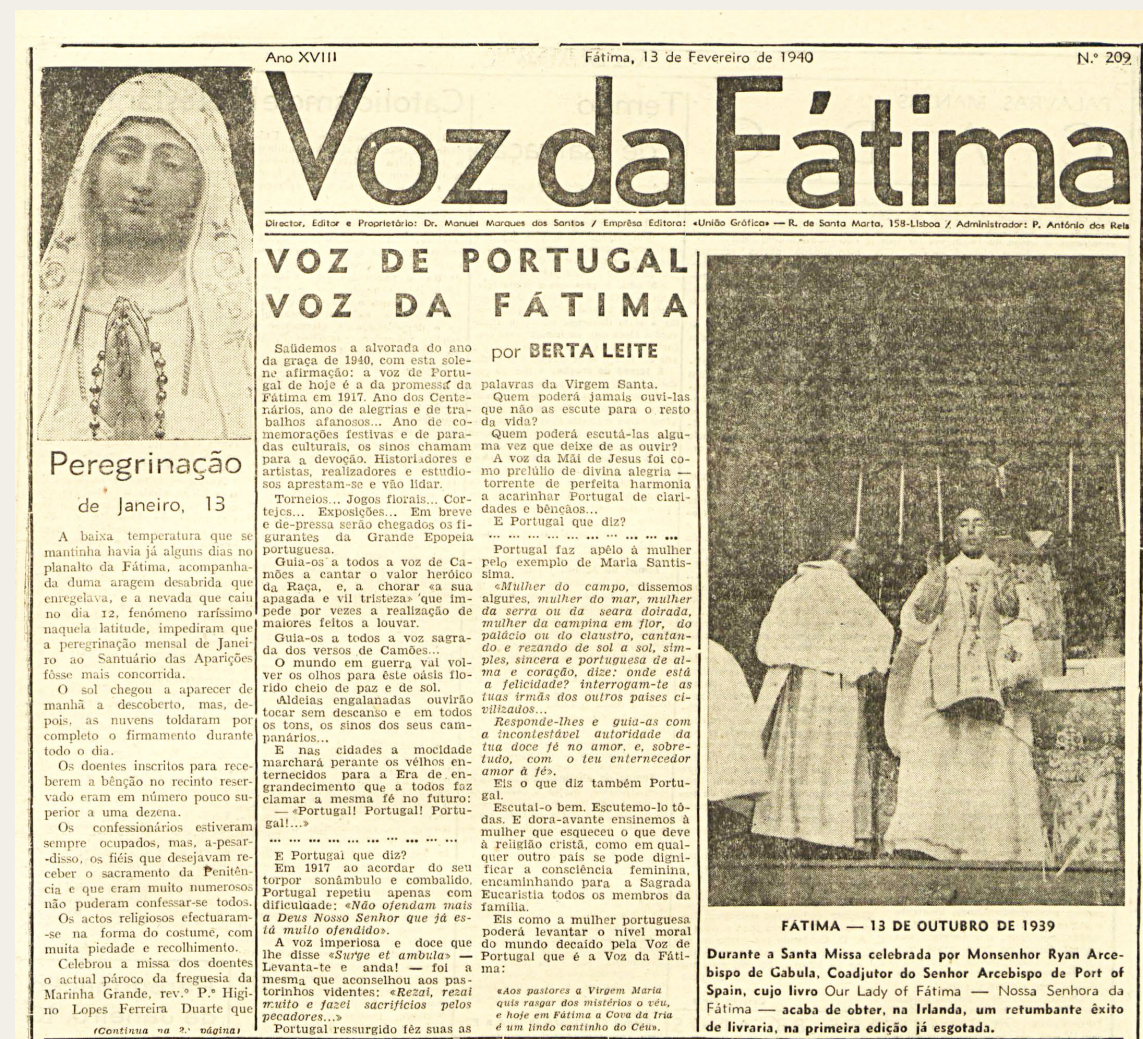 Ano XVIII
Fátima, 13 de Fevereiro de 1940
N.º 209
Voz da Fátima
Director, Editor e Proprietário: Dr. Manuel Marques dos Santos / Emprêsa Editora: «União Gráfica» — R. de Santa Marta, 158-Lisboa / Administrador: P. António dos Reis
Peregrinação
de Janeiro, 13
A baixa temperatura que se
mantinha havia já alguns dias no
planalto da Fátima, acompanha-
da duma aragem desabrida que
enregelava, e a nevada que caíu
no dia 12, fenómeno raríssimo
naquela latitude, impediram que
a peregrinação mensal de Janei-
ro ao Santuário das Aparições
fôsse mais concorrida.
O sol chegou a aparecer de
manhã a descoberto, mas, de-
pois, as nuvens toldaram por
completo o firmamento durante
todo o dia.
Os doentes inscritos para rece-
berem a bênção no recinto reser-
vado eram em número pouco su-
perior a uma dezena.
Os confessionários estiveram
sempre ocupados, mas, a-pesar-
-disso, os fiéis que desejavam re-
ceber o sacramento da Penitên-
cia e que eram muito numerosos
não puderam confessar-se todos.
Os actos religiosos efectuaram-
-se na forma do costume, com
muita piedade e recolhimento.
Celebrou a missa dos doentes
o actual pároco da freguesia da
Marinha Grande, rev.º P.º Higi-
no Lopes Ferreira Duarte que
(Continua na 2.ª página)
VOZ DE PORTUGAL
VOZ DA FÁTIMA
por BERTA LEITE
Saüdemos a alvorada do ano
da graça de 1940, com esta sole-
ne afirmação: a voz de Portu-
gal de hoje é a da promessa da
Fátima em 1917. Ano dos Cente-
nários, ano de alegrias e de tra-
balhos afanosos... Ano de co-
memorações festivas e de para-
das culturais, os sinos chamam
para a devoção. Historiadores e
artistas, realizadores e estudio-
sos aprestam-se e vão lidar.
Torneios... Jogos florais... Cor-
tejos... Exposições... Em breve
e de-pressa serão chegados os fi-
gurantes da Grande Epopeia
portuguesa.
Guia-os a todos a voz de Ca-
mões a cantar o valor heróico
da Raça, e, a chorar «a sua
apagada e vil tristeza» que im-
pede por vezes a realização de
maiores feitos a louvar.
Guia-os a todos a voz sagra-
da dos versos de Camões...
O mundo em guerra vai vol-
ver os olhos para êste oásis flo-
rido cheio de paz e de sol.
Aldeias engalanadas ouvirão
tocar sem descanso e em todos
os tons, os sinos dos seus cam-
panários...
E nas cidades a mocidade
marchará perante os vélhos en-
ternecidos para a Era de en-
grandecimento que a todos faz
clamar a mesma fé no futuro:
— «Portugal! Portugal! Portu-
gal!...»
... ... ... ... ... ... ... ... ... ...
E Portugal que diz?
Em 1917 ao acordar do seu
torpor sonâmbulo e combalido,
Portugal repetiu apenas com
dificuldade: «Não ofendam mais
a Deus Nosso Senhor que já es-
tá muito ofendido».
A voz imperiosa e doce que
lhe disse «Surge et ambula» —
Levanta-te e anda! — foi a
mesma que aconselhou aos pas-
torinhos videntes: «Rezai, rezai
muito e fazei sacrifícios pelos
pecadores...»
Portugal ressurgido fêz suas as
palavras da Virgem Santa.
Quem poderá jamais ouvi-las
que não as escute para o resto
da vida?
Quem poderá escutá-las algu-
ma vez que deixe de as ouvir?
A voz da Mãi de Jesus foi co-
mo prelúlio de divina alegria —
torrente de perfeita harmonia
a acarinhar Portugal de clari-
dades e bênçãos...
E Portugal que diz?
... ... ... ... ... ... ... ... ... ...
Portugal faz apêlo à mulher
pelo exemplo de Maria Santís-
sima.
«Mulher do campo, dissemos
algures, mulher do mar, mulher
da serra ou da seara doirada,
mulher da campina em flor, do
palácio ou do claustro, cantan-
do e rezando de sol a sol, sim-
ples, sincera e portuguesa de al-
ma e coração, dize: onde está
a felicidade? interrogam-te as
tuas irmãs dos outros países ci-
vilizados...
Responde-lhes e guia-as com
a incontestável autoridade da
tua doce fé no amor, e, sobre-
tudo, com o teu enternecedor
amor à fé».
Eis o que diz também Portu-
gal.
Escutai-o bem. Escutemo-lo tô-
das. E dora-avante ensinemos à
mulher que esqueceu o que deve
à religião cristã, como em qual-
quer outro país se pode digni-
ficar a consciência feminina,
encaminhando para a Sagrada
Eucaristia todos os membros da
família.
Eis como a mulher portuguesa
poderá levantar o nível moral
do mundo decaído pela Voz de
Portugal que é a Voz da Fáti-
ma:
«Aos pastores a Virgem Maria
quis rasgar dos mistérios o véu,
e hoje em Fátima a Cova da Iria
é um lindo cantinho do Céu».
FÁTIMA — 13 DE OUTUBRO DE 1939
Durante a Santa Missa celebrada por Monsenhor Ryan Arce-
bispo de Gabula, Coadjutor do Senhor Arcebispo de Port of
Spain, cujo livro Our Lady of Fátima — Nossa Senhora da
Fátima — acaba de obter, na Irlanda, um retumbante êxito
de livraria, na primeira edição já esgotada.